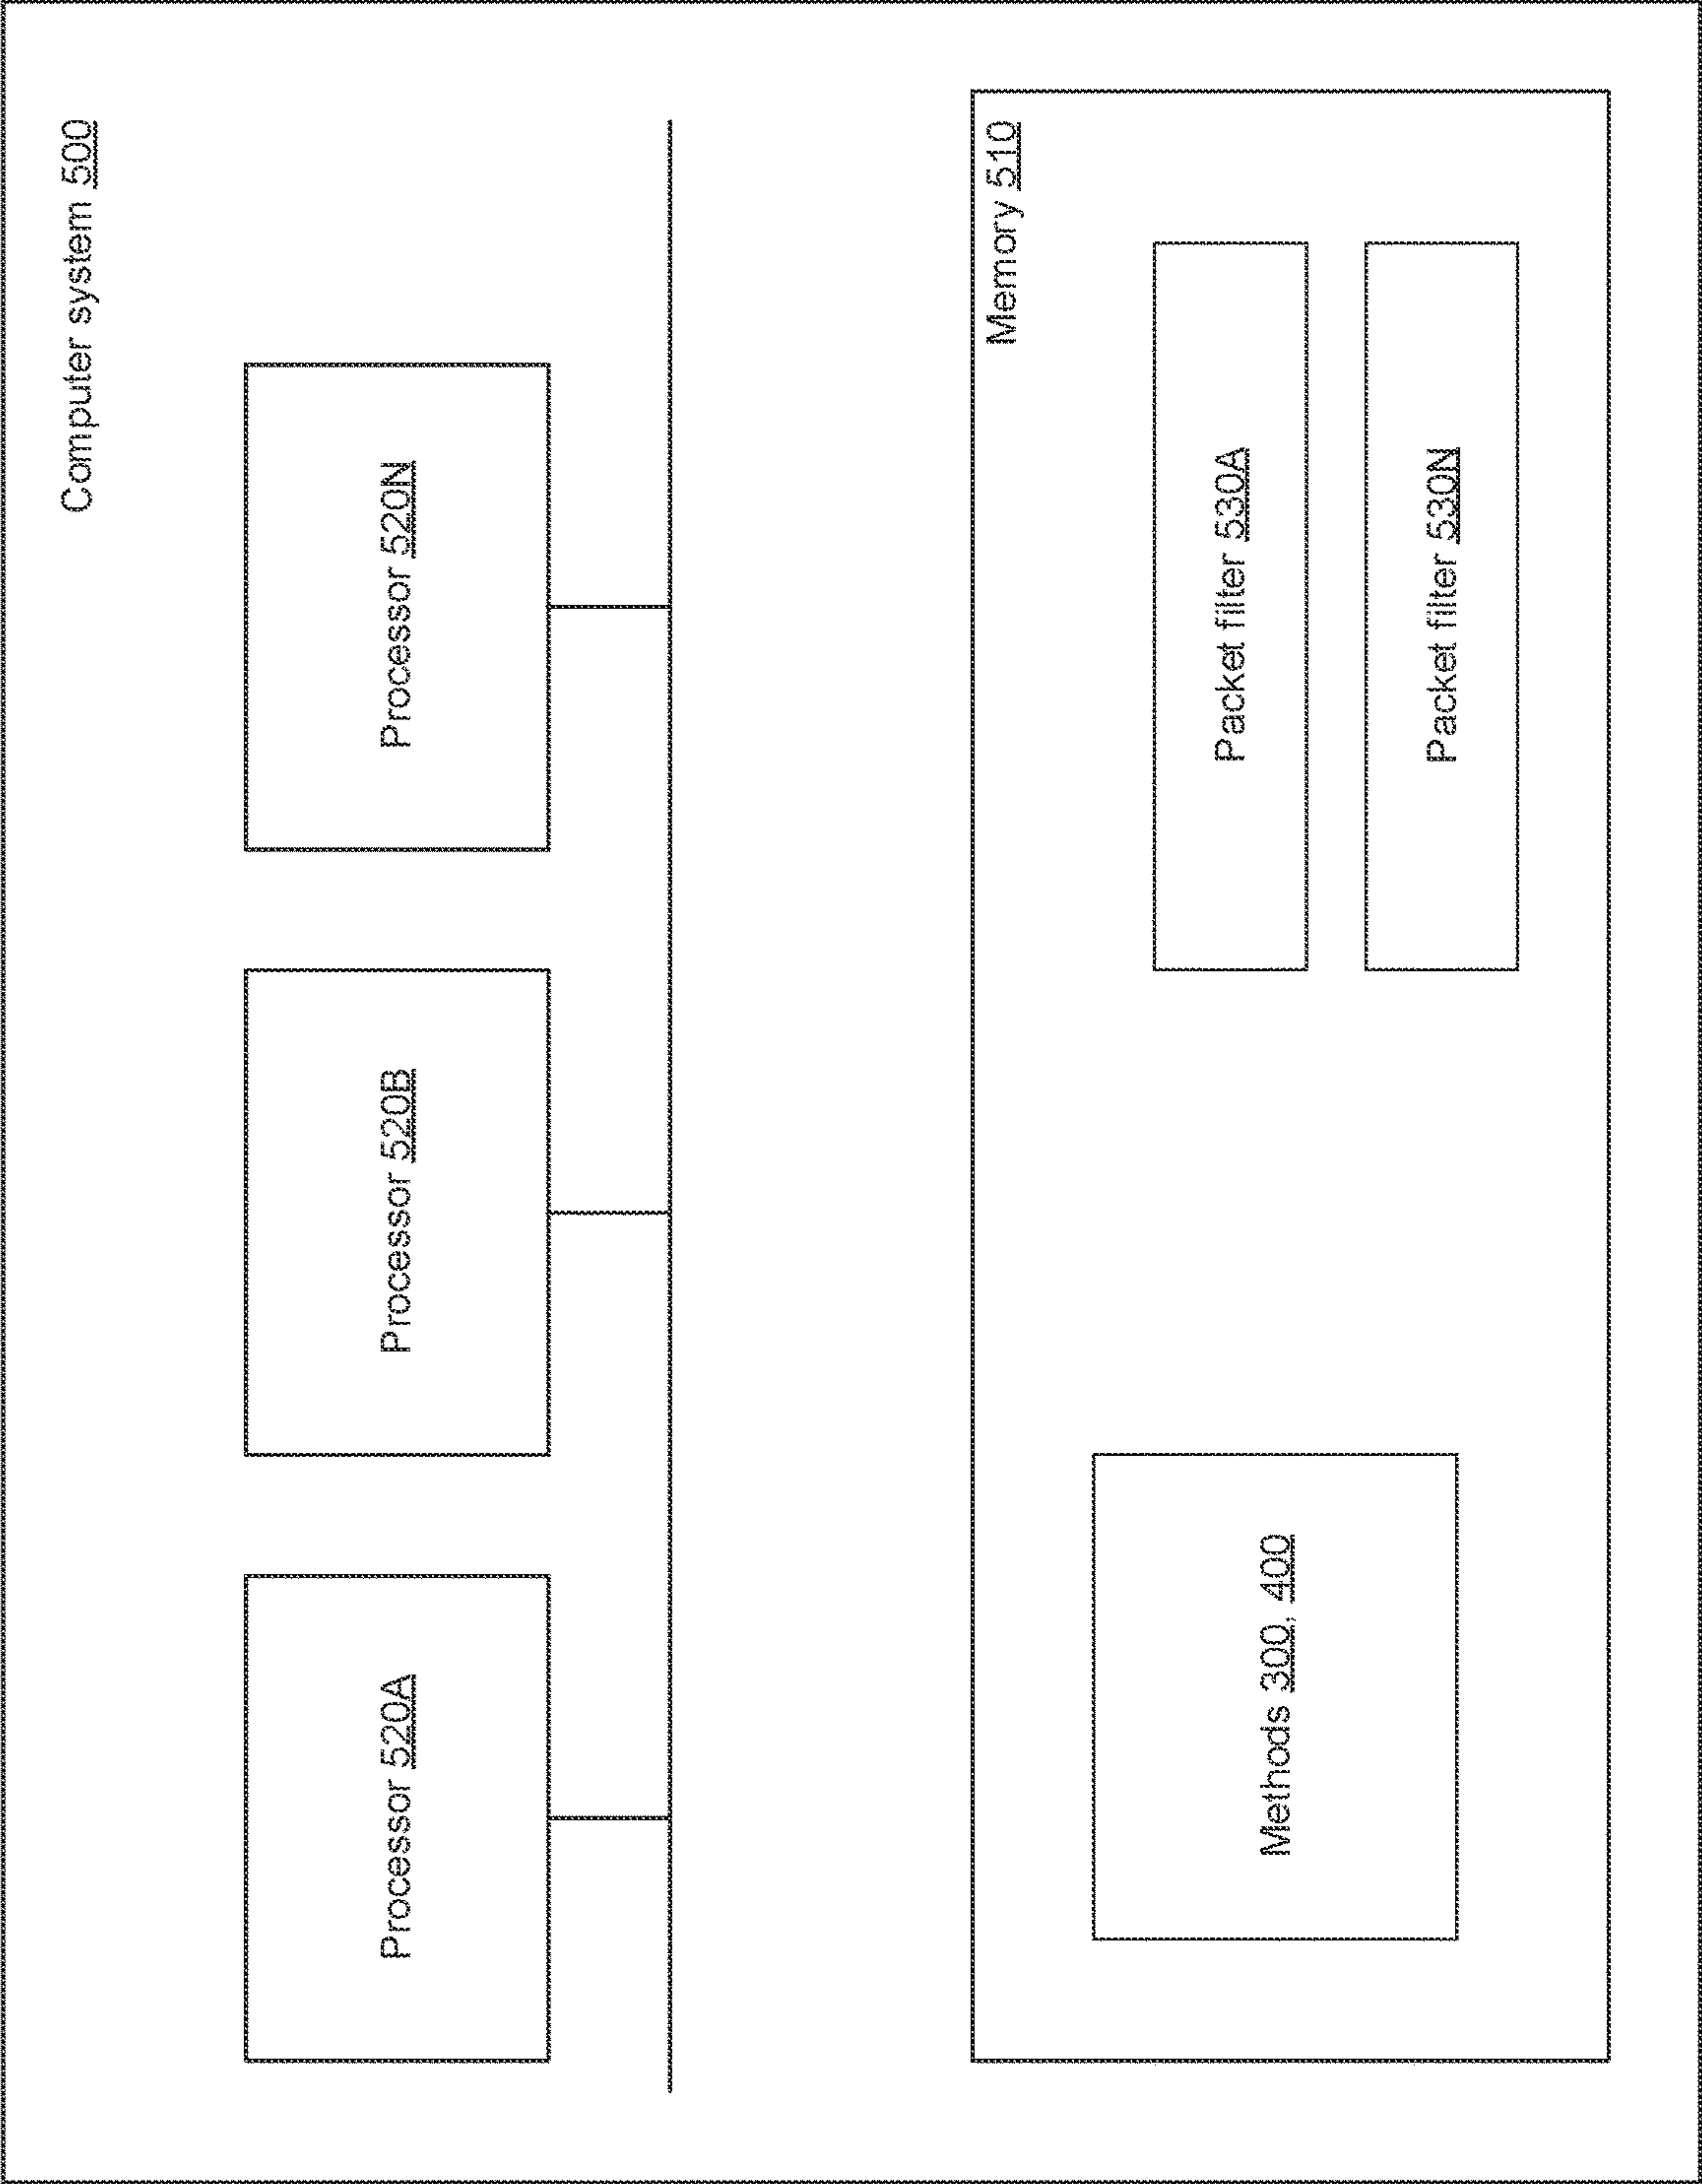 Computer system 500
Processor 520A
Processor 520B
Processor 520N
Memory 510
Methods 300, 400
Packet filter 530A
Packet filter 530N